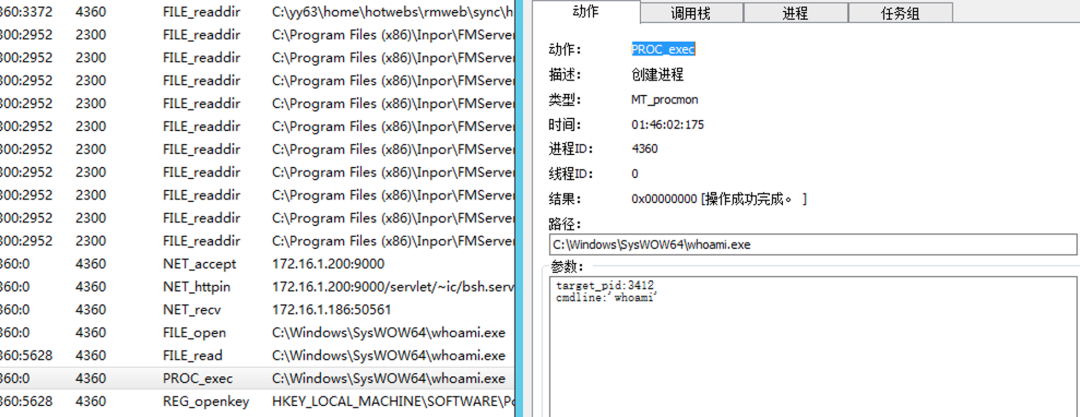 360:3372 4360 FILE_readdir C:\yy63\home\hotwebs\rmweb\sync\h
300:2952 2300 FILE_readdir C:\Program Files (x86)\Inpor\FMServer
300:2952 2300 FILE_readdir C:\Program Files (x86)\Inpor\FMServer
300:2952 2300 FILE_readdir C:\Program Files (x86)\Inpor\FMServer
300:2952 2300 FILE_readdir C:\Program Files (x86)\Inpor\FMServer
300:2952 2300 FILE_readdir C:\Program Files (x86)\Inpor\FMServer
300:2952 2300 FILE_readdir C:\Program Files (x86)\Inpor\FMServer
300:2952 2300 FILE_readdir C:\Program Files (x86)\Inpor\FMServer
300:2952 2300 FILE_readdir C:\Program Files (x86)\Inpor\FMServer
300:2952 2300 FILE_readdir C:\Program Files (x86)\Inpor\FMServer
300:2952 2300 FILE_readdir C:\Program Files (x86)\Inpor\FMServer
360:0 4360 NET_accept 172.16.1.200:9000
360:0 4360 NET_httpin 172.16.1.200:9000/servlet/~ic/bsh.serv
360:0 4360 NET_recv 172.16.1.186:50561
360:0 4360 FILE_open C:\Windows\SysWOW64\whoami.exe
360:5628 4360 FILE_read C:\Windows\SysWOW64\whoami.exe
360:0 4360 PROC_exec C:\Windows\SysWOW64\whoami.exe
360:5628 4360 REG_openkey HKEY_LOCAL_MACHINE\SOFTWARE\Po
动作 调用栈 进程 任务组
动作: PROC_exec
描述: 创建进程
类型: MT_procmon
时间: 01:46:02:175
进程ID: 4360
线程ID: 0
结果: 0x00000000 [操作成功完成。 ]
路径:
C:\Windows\SysWOW64\whoami.exe
参数:
target_pid:3412
cmdline:'whoami'